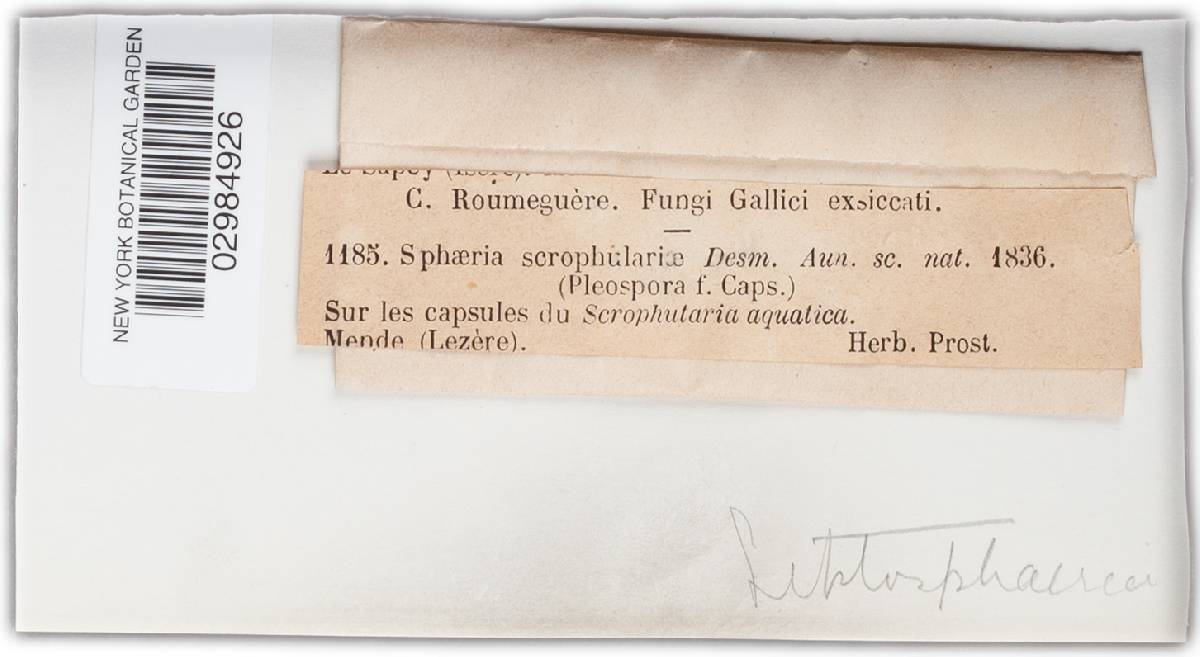 NEW YORK BOTANICAL GARDEN
02984926
C. Roumeguère. Fungi Gallici exsiccati.
1185. Sphæria scrophulariæ Desm. Aun. sc. nat. 1836.
(Pleospora f. Caps.)
Sur les capsules du Scrophutaria aquatica.
Mende (Lezère). Herb. Prost.
Leptosphaeria